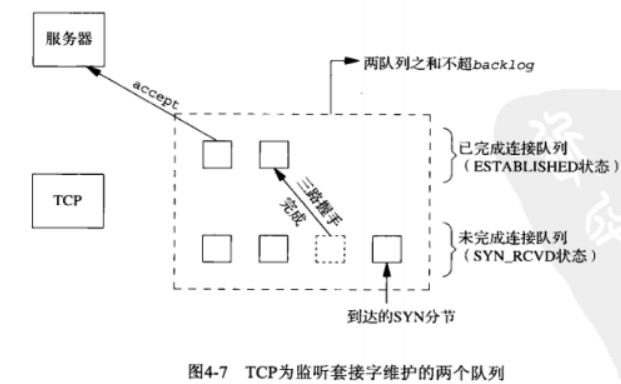 服务器
accept
两队列之和不超backlog
已完成连接队列
（ESTABLISHED状态）
TCP
三路握手
完成
未完成连接队列
（SYN_RCVD状态）
到达的SYN分节
图4-7 TCP为监听套接字维护的两个队列